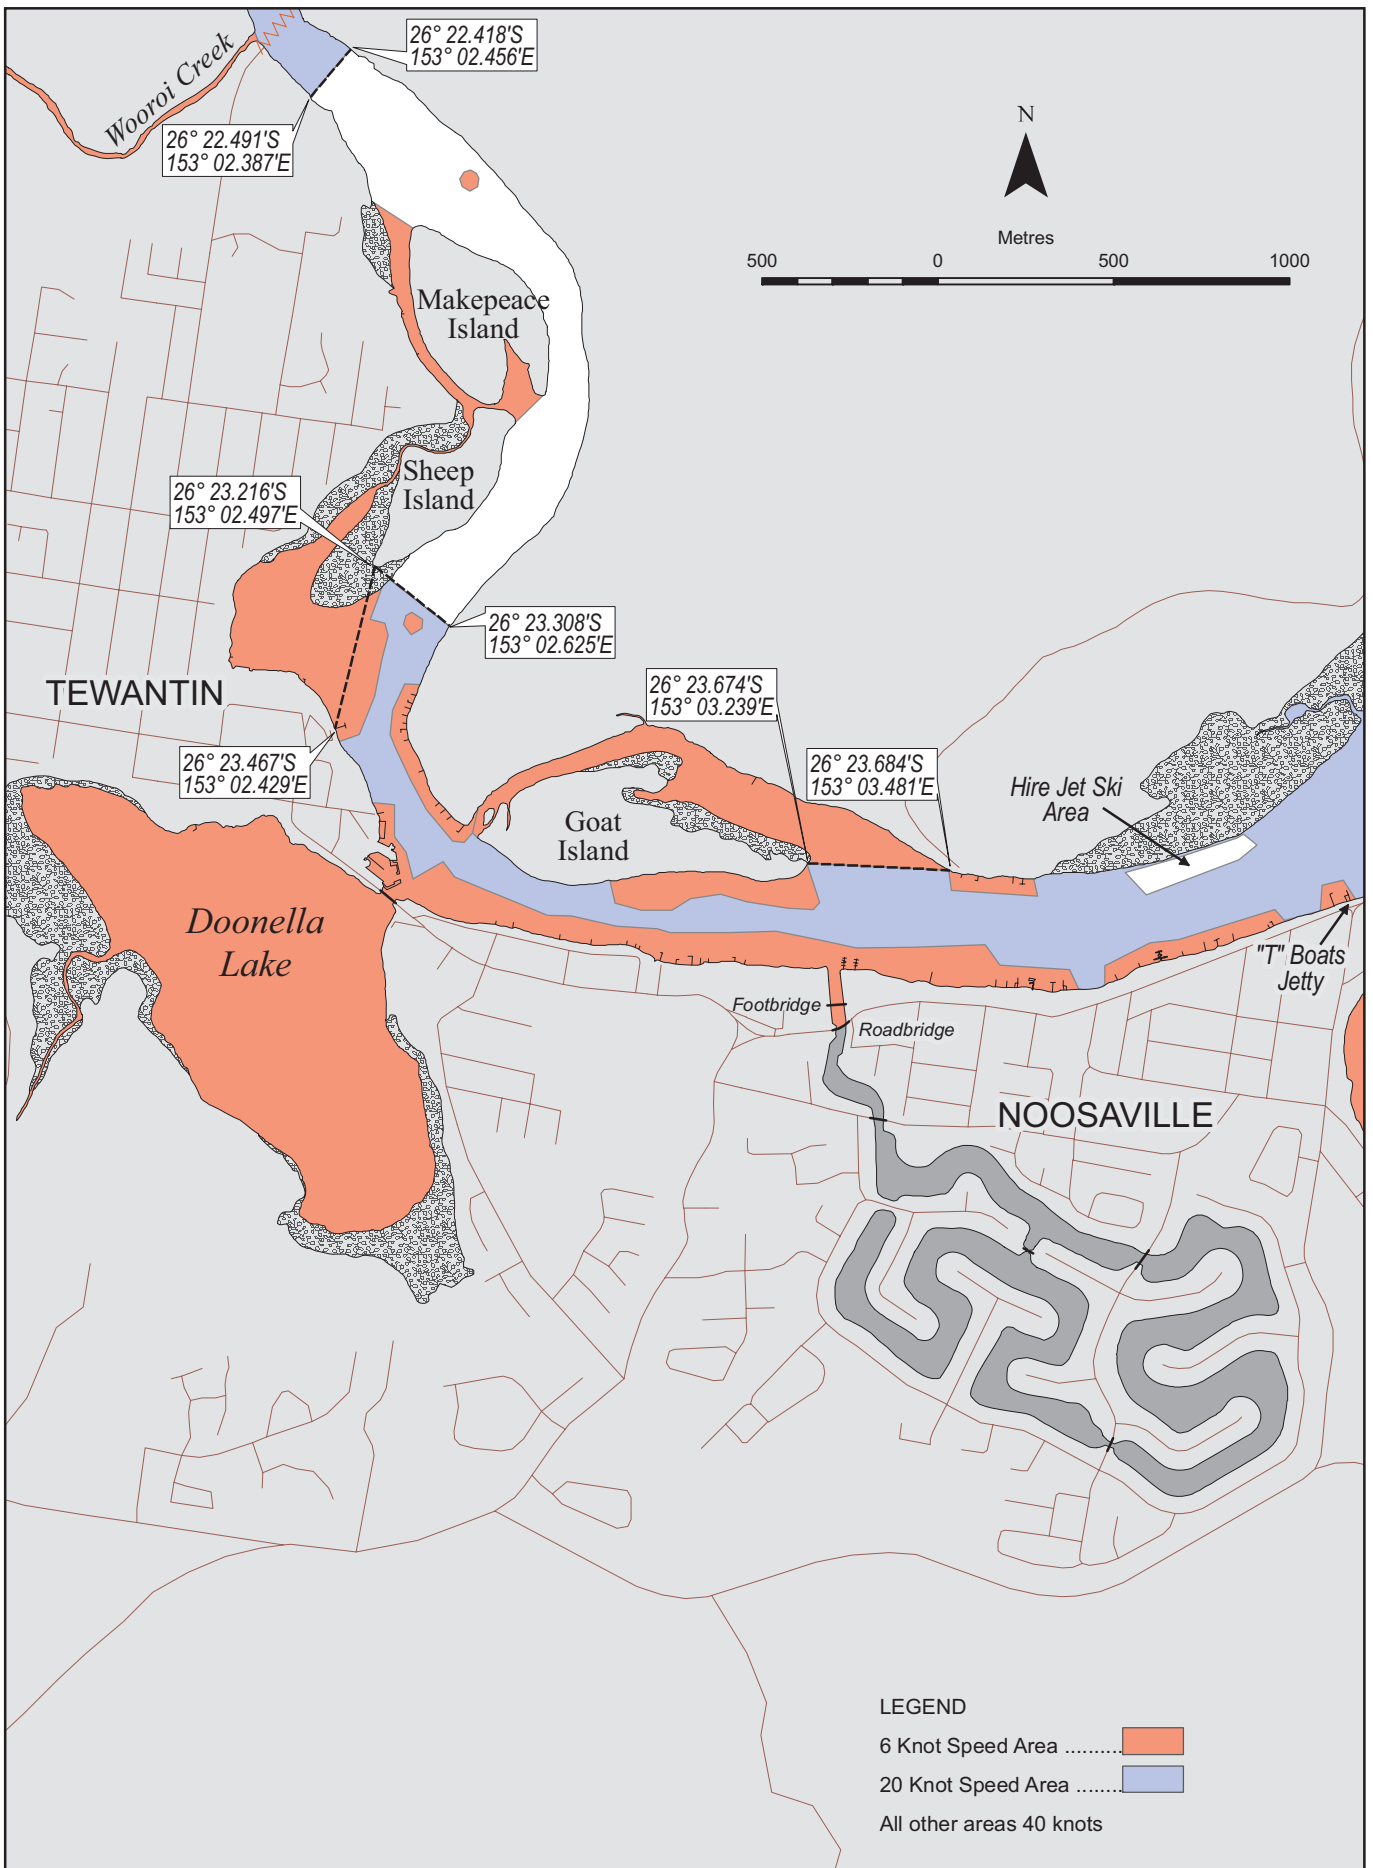 26° 22.418'S
153° 02.456'E
Wooroi Creek
26° 22.491'S
153° 02.387'E
N
Metres
500 0 500 1000
Makepeace
Island
Sheep
Island
26° 23.216'S
153° 02.497'E
26° 23.308'S
153° 02.625'E
TEWANTIN
26° 23.674'S
153° 03.239'E
26° 23.467'S
153° 02.429'E
26° 23.684'S
153° 03.481'E
Hire Jet Ski
Area
Goat
Island
Doonella
Lake
"T" Boats
Jetty
Footbridge
Roadbridge
NOOSAVILLE
LEGEND
6 Knot Speed Area ..........
20 Knot Speed Area ........
All other areas 40 knots